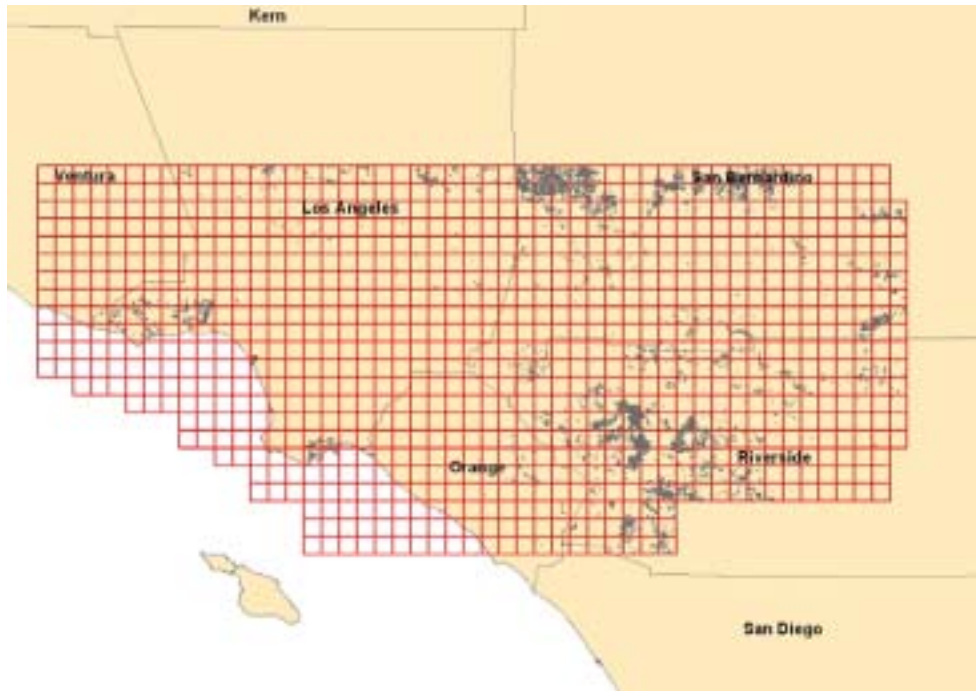 Kern
Ventura
San Bernardino
Los Angeles
Orange
Riverside
San Diego